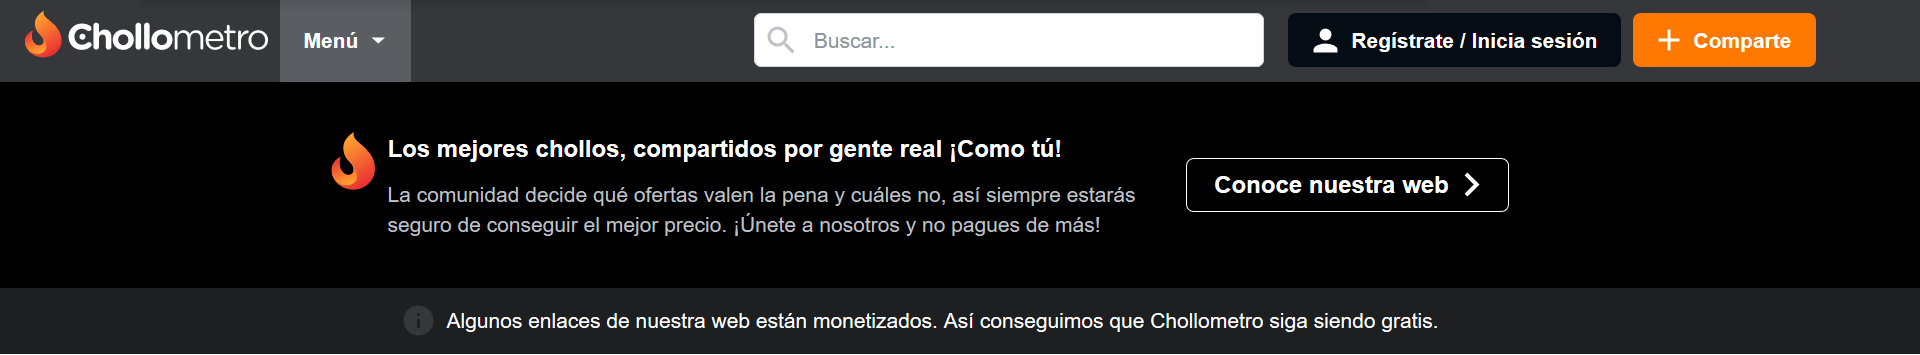 Chollometro
Menú
Buscar...
Regístrate / Inicia sesión
Comparte
Los mejores chollos, compartidos por gente real ¡Como tú!
La comunidad decide qué ofertas valen la pena y cuáles no, así siempre estarás
seguro de conseguir el mejor precio. ¡Únete a nosotros y no pagues de más!
Conoce nuestra web
Algunos enlaces de nuestra web están monetizados. Así conseguimos que Chollometro siga siendo gratis.